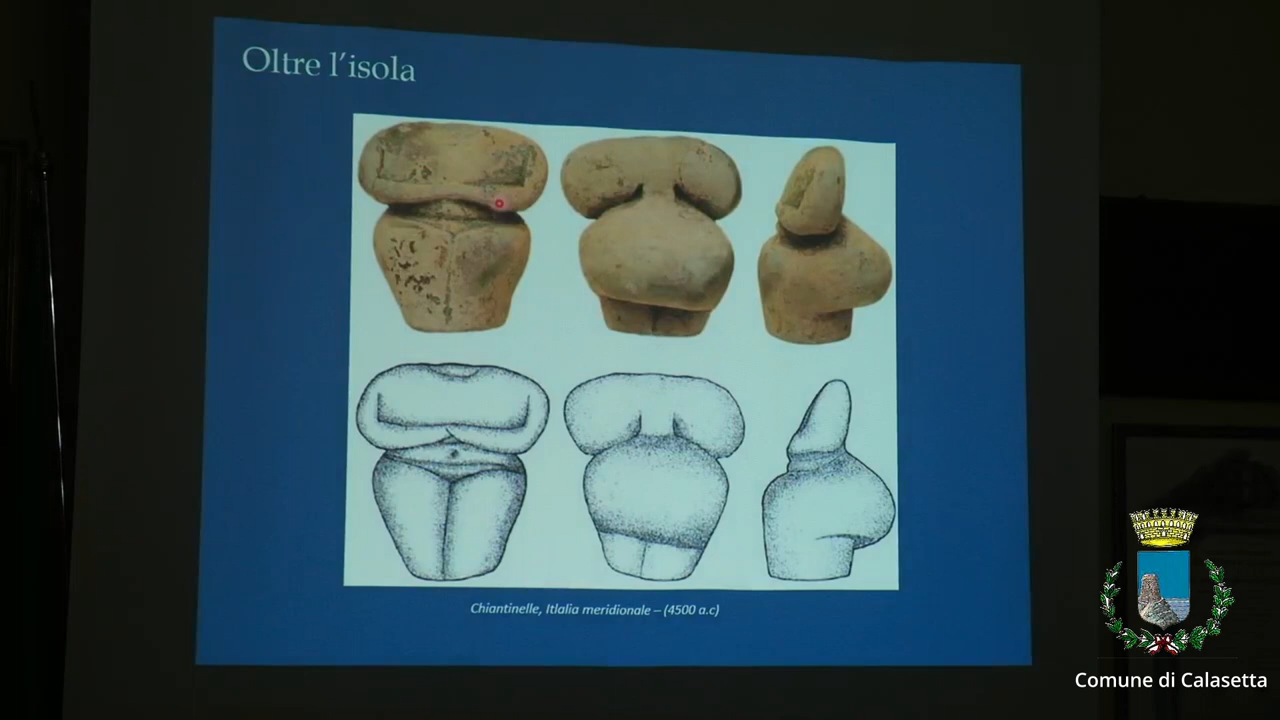 Oltre l'isola
Chiantinelle, Itlalia meridionale – (4500 a.c)
Comune di Calasetta